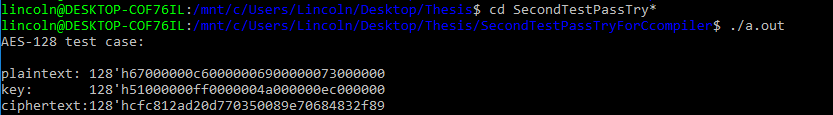 lincoln@DESKTOP-COF76IL:/mnt/c/Users/Lincoln/Desktop/Thesis$ cd SecondTestPassTry*
lincoln@DESKTOP-COF76IL:/mnt/c/Users/Lincoln/Desktop/Thesis/SecondTestPassTryForCcompiler$ ./a.out
AES-128 test case:
plaintext: 128'h67000000c60000006900000073000000
key:       128'h51000000ff0000004a000000ec000000
ciphertext:128'hcfc812ad20d770350089e70684832f89